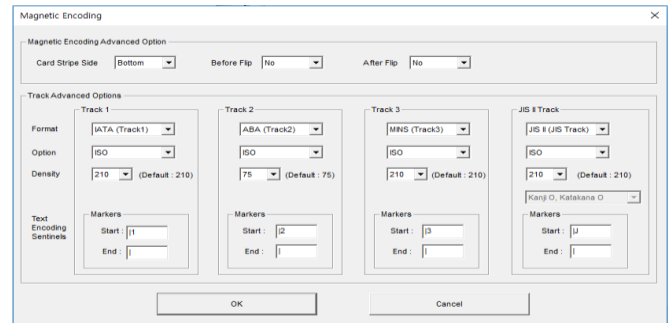 Magnetic Encoding
Magnetic Encoding Advanced Option
Card Stripe Side Bottom Before Flip No After Flip No
Track Advanced Options
Track 1 Track 2 Track 3 JIS II Track
Format IATA (Track1) ABA (Track2) MINS (Track3) JIS II (JIS Track)
Option ISO ISO ISO ISO
Density 210 (Default : 210) 75 (Default : 75) 210 (Default : 210) 210 (Default : 210)
Kanji O, Katakana O
Text Encoding Sentinels
Markers Markers Markers Markers
Start : |1 Start : |2 Start : |3 Start : |J
End : | End : | End : | End : |
OK Cancel